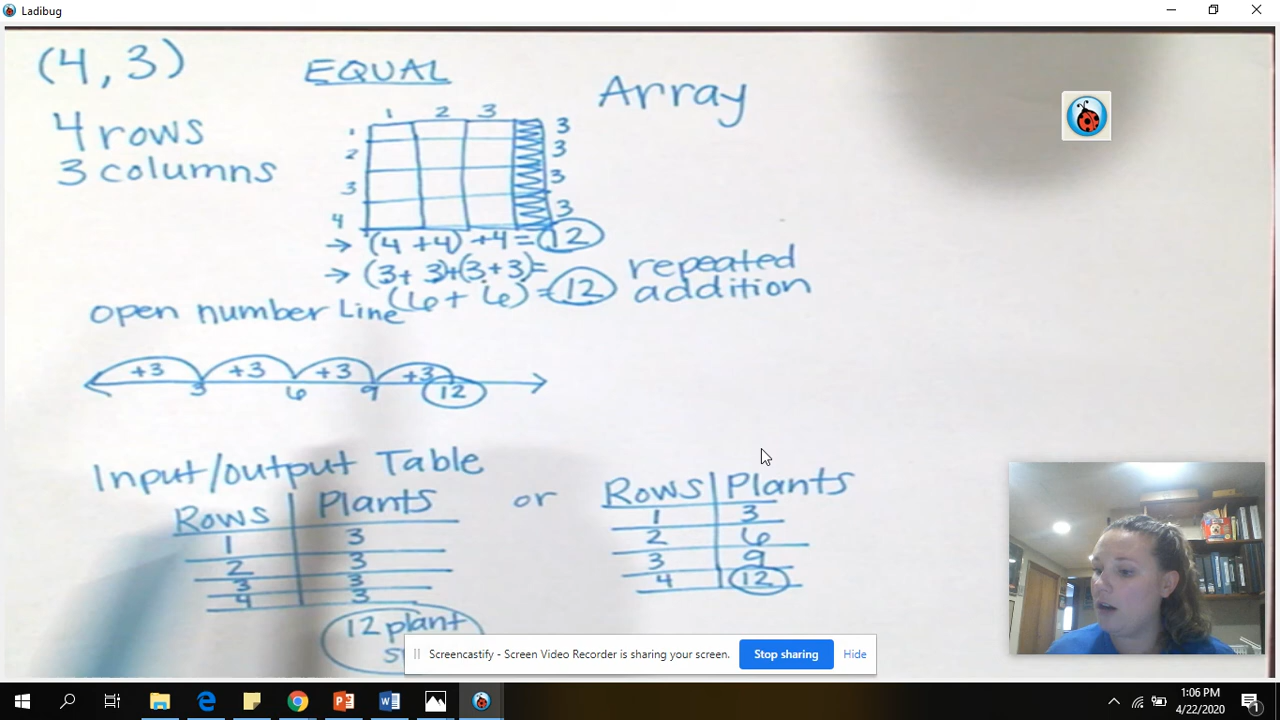 Ladibug
(4,3)
EQUAL
Array
4 rows
3 columns
1 2 3
1 3
2 3
3 3
4 3
→ (4 + 4) + 4 = 12
→ (3 + 3)+(3 + 3)=
(6 + 6) = 12
repeated
addition
open number Line
+3 +3 +3 +3
3 6 9 12
Input/output Table
Rows Plants
1 3
2 3
3 3
4 3
12 plant
or
Rows Plants
1 3
2 6
3 9
4 12
Screencastify - Screen Video Recorder is sharing your screen.
Stop sharing
Hide
1:06 PM
4/22/2020